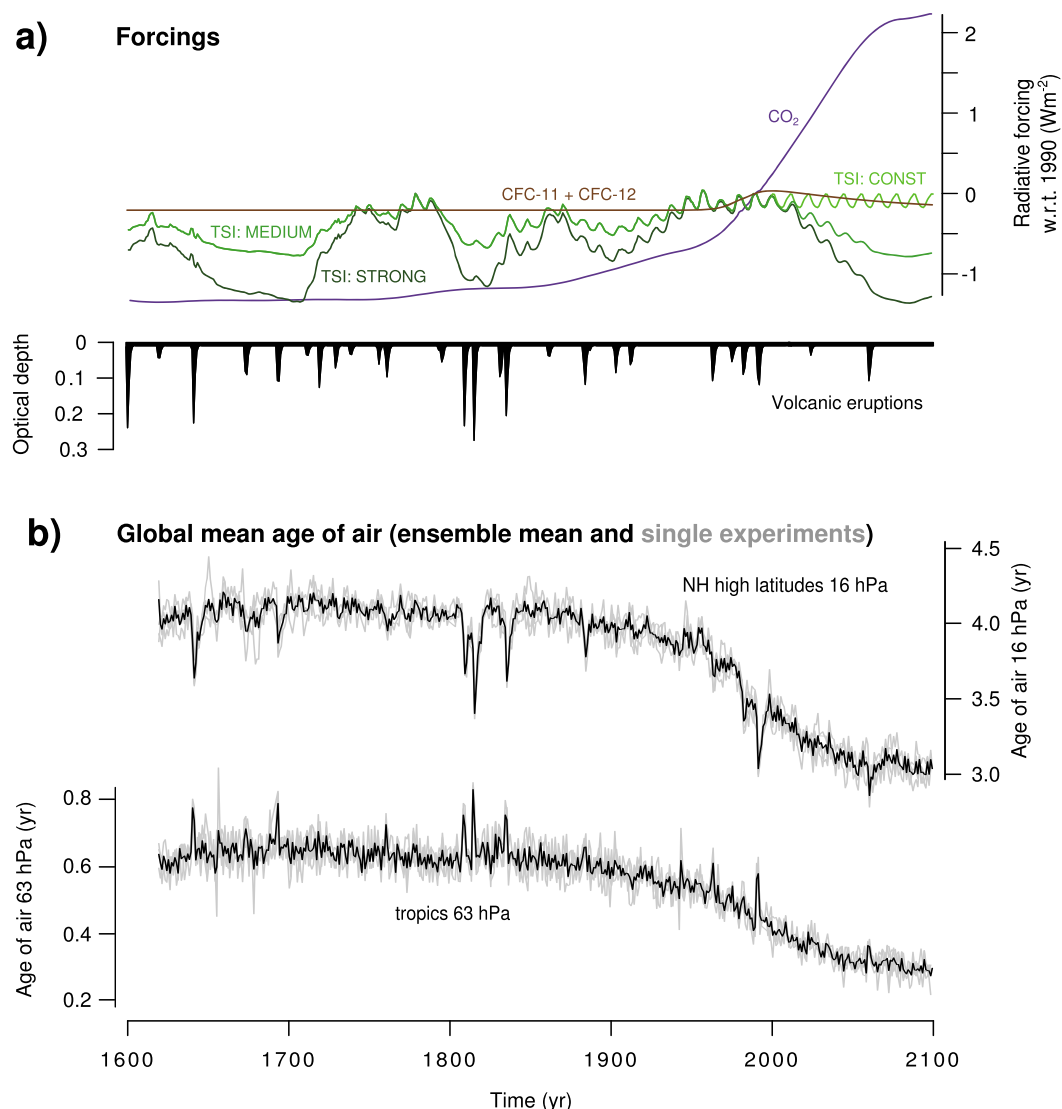 a)
Forcings
2
1
0
-1
Radiative forcing
w.r.t. 1990 (Wm⁻²)
CO₂
CFC-11 + CFC-12
TSI: CONST
TSI: MEDIUM
TSI: STRONG
0
0.1
0.2
0.3
Optical depth
Volcanic eruptions
b)
Global mean age of air (ensemble mean and single experiments)
4.5
4.0
3.5
3.0
Age of air 16 hPa (yr)
NH high latitudes 16 hPa
0.8
0.6
0.4
0.2
Age of air 63 hPa (yr)
tropics 63 hPa
1600 1700 1800 1900 2000 2100
Time (yr)